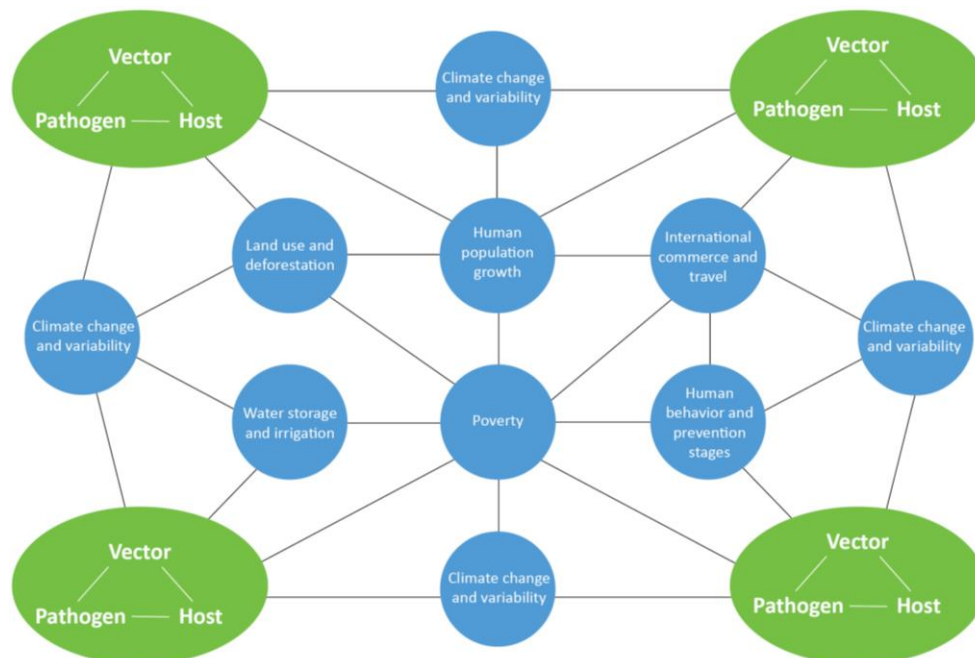 Vector
Pathogen Host
Climate change
and variability
Vector
Pathogen Host
Land use and
deforestation
Human
population
growth
International
commerce and
travel
Climate change
and variability
Climate change
and variability
Water storage
and irrigation
Poverty
Human
behavior and
prevention
stages
Vector
Pathogen Host
Climate change
and variability
Vector
Pathogen Host